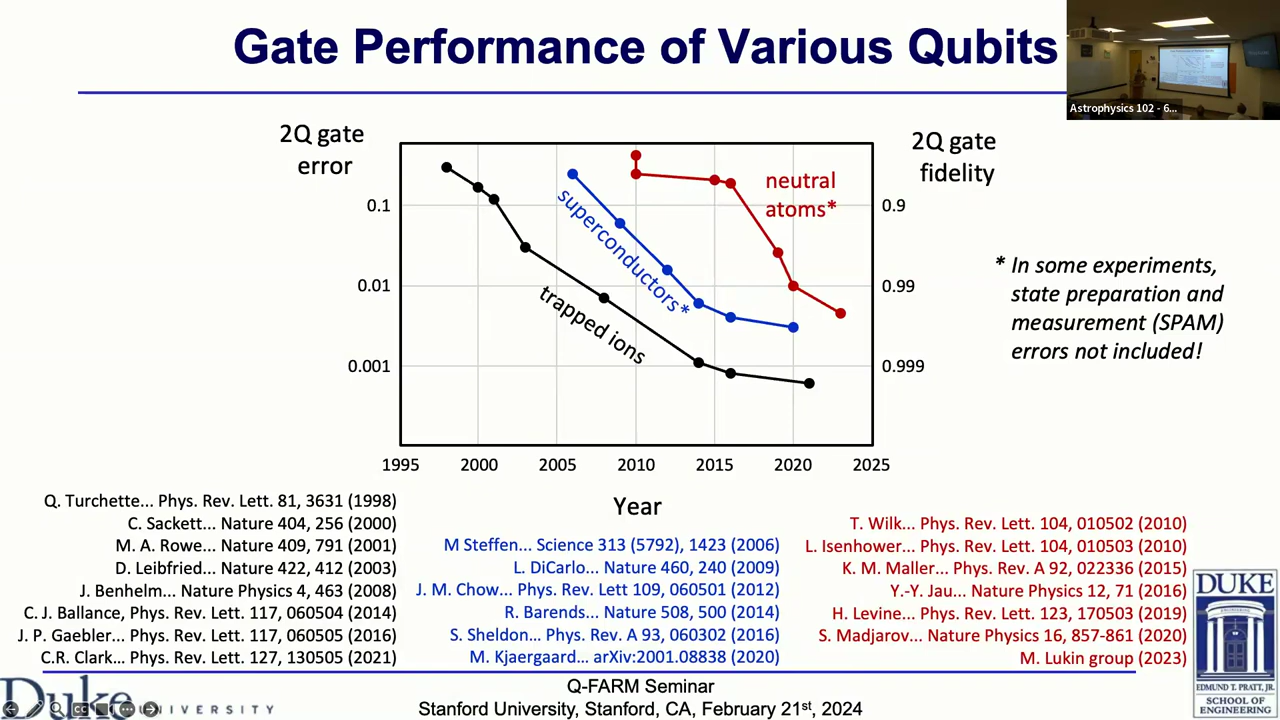 Gate Performance of Various Qubits
Astrophysics 102 - 6...
2Q gate
error
2Q gate
fidelity
0.1
0.01
0.001
0.9
0.99
0.999
trapped ions
superconductors*
neutral
atoms*
* In some experiments,
state preparation and
measurement (SPAM)
errors not included!
1995 2000 2005 2010 2015 2020 2025
Year
Q. Turchette... Phys. Rev. Lett. 81, 3631 (1998)
C. Sackett... Nature 404, 256 (2000)
M. A. Rowe... Nature 409, 791 (2001)
D. Leibfried... Nature 422, 412 (2003)
J. Benhelm... Nature Physics 4, 463 (2008)
C. J. Ballance, Phys. Rev. Lett. 117, 060504 (2014)
J. P. Gaebler... Phys. Rev. Lett. 117, 060505 (2016)
C.R. Clark... Phys. Rev. Lett. 127, 130505 (2021)
M Steffen... Science 313 (5792), 1423 (2006)
L. DiCarlo... Nature 460, 240 (2009)
J. M. Chow... Phys. Rev. Lett 109, 060501 (2012)
R. Barends... Nature 508, 500 (2014)
S. Sheldon... Phys. Rev. A 93, 060302 (2016)
M. Kjaergaard... arXiv:2001.08838 (2020)
T. Wilk... Phys. Rev. Lett. 104, 010502 (2010)
L. Isenhower... Phys. Rev. Lett. 104, 010503 (2010)
K. M. Maller... Phys. Rev. A 92, 022336 (2015)
Y.-Y. Jau... Nature Physics 12, 71 (2016)
H. Levine... Phys. Rev. Lett. 123, 170503 (2019)
S. Madjarov... Nature Physics 16, 857-861 (2020)
M. Lukin group (2023)
Duke
UNIVERSITY
Q-FARM Seminar
Stanford University, Stanford, CA, February 21st, 2024
DUKE
EDMUND T. PRATT, JR.
SCHOOL OF
ENGINEERING